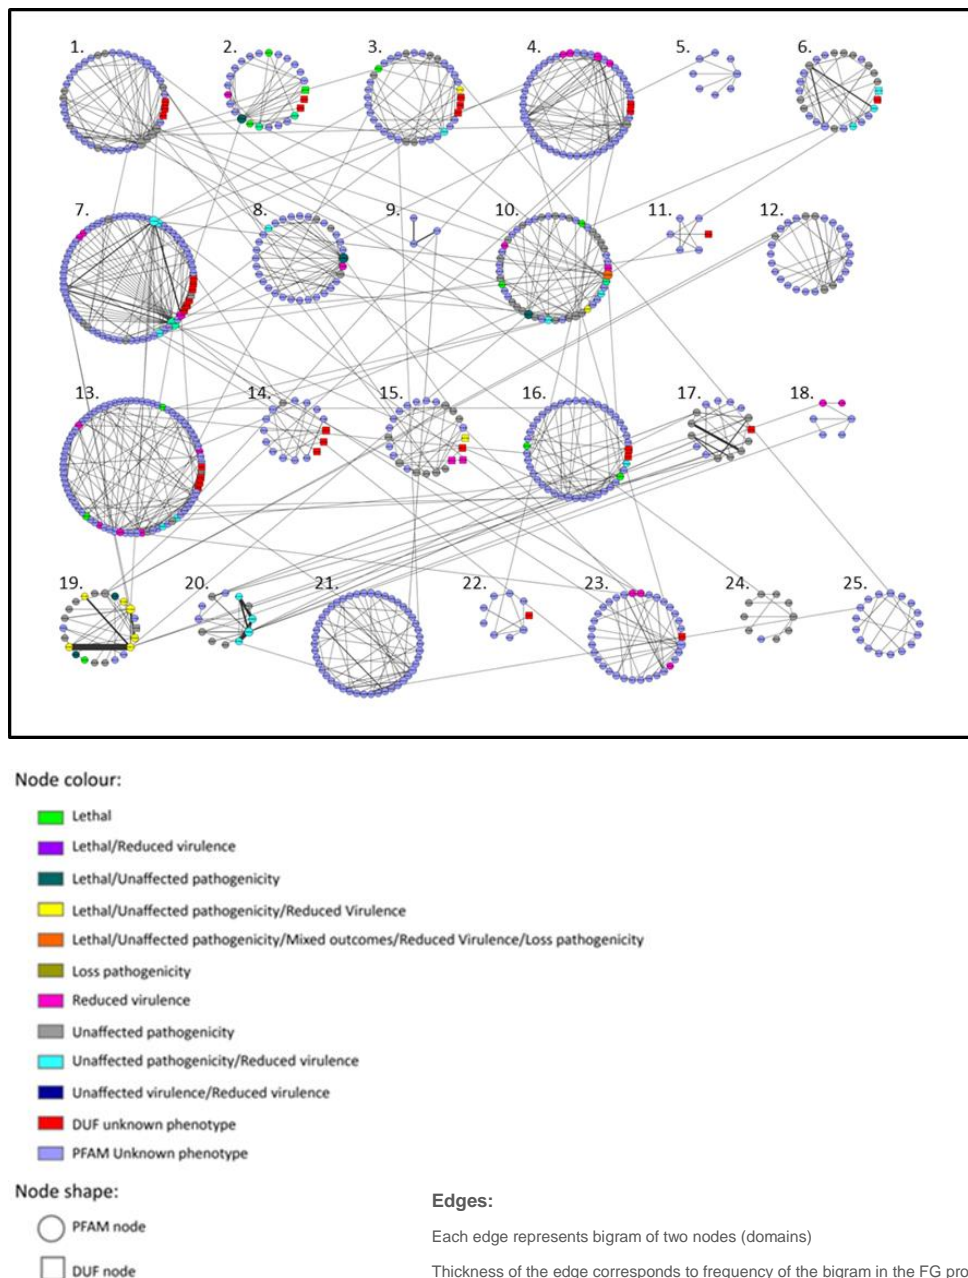 1. 2. 3. 4. 5. 6.
7. 8. 9. 10. 11. 12.
13. 14. 15. 16. 17. 18.
19. 20. 21. 22. 23. 24. 25.
Node colour:
Lethal
Lethal/Reduced virulence
Lethal/Unaffected pathogenicity
Lethal/Unaffected pathogenicity/Reduced Virulence
Lethal/Unaffected pathogenicity/Mixed outcomes/Reduced Virulence/Loss pathogenicity
Loss pathogenicity
Reduced virulence
Unaffected pathogenicity
Unaffected pathogenicity/Reduced virulence
Unaffected virulence/Reduced virulence
DUF unknown phenotype
PFAM Unknown phenotype
Node shape:
PFAM node
DUF node
Edges:
Each edge represents bigram of two nodes (domains)
Thickness of the edge corresponds to frequency of the bigram in the FG pro